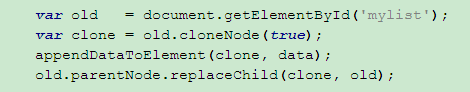 var old   = document.getElementById('mylist');
var clone = old.cloneNode(true);
appendDataToElement(clone, data);
old.parentNode.replaceChild(clone, old);